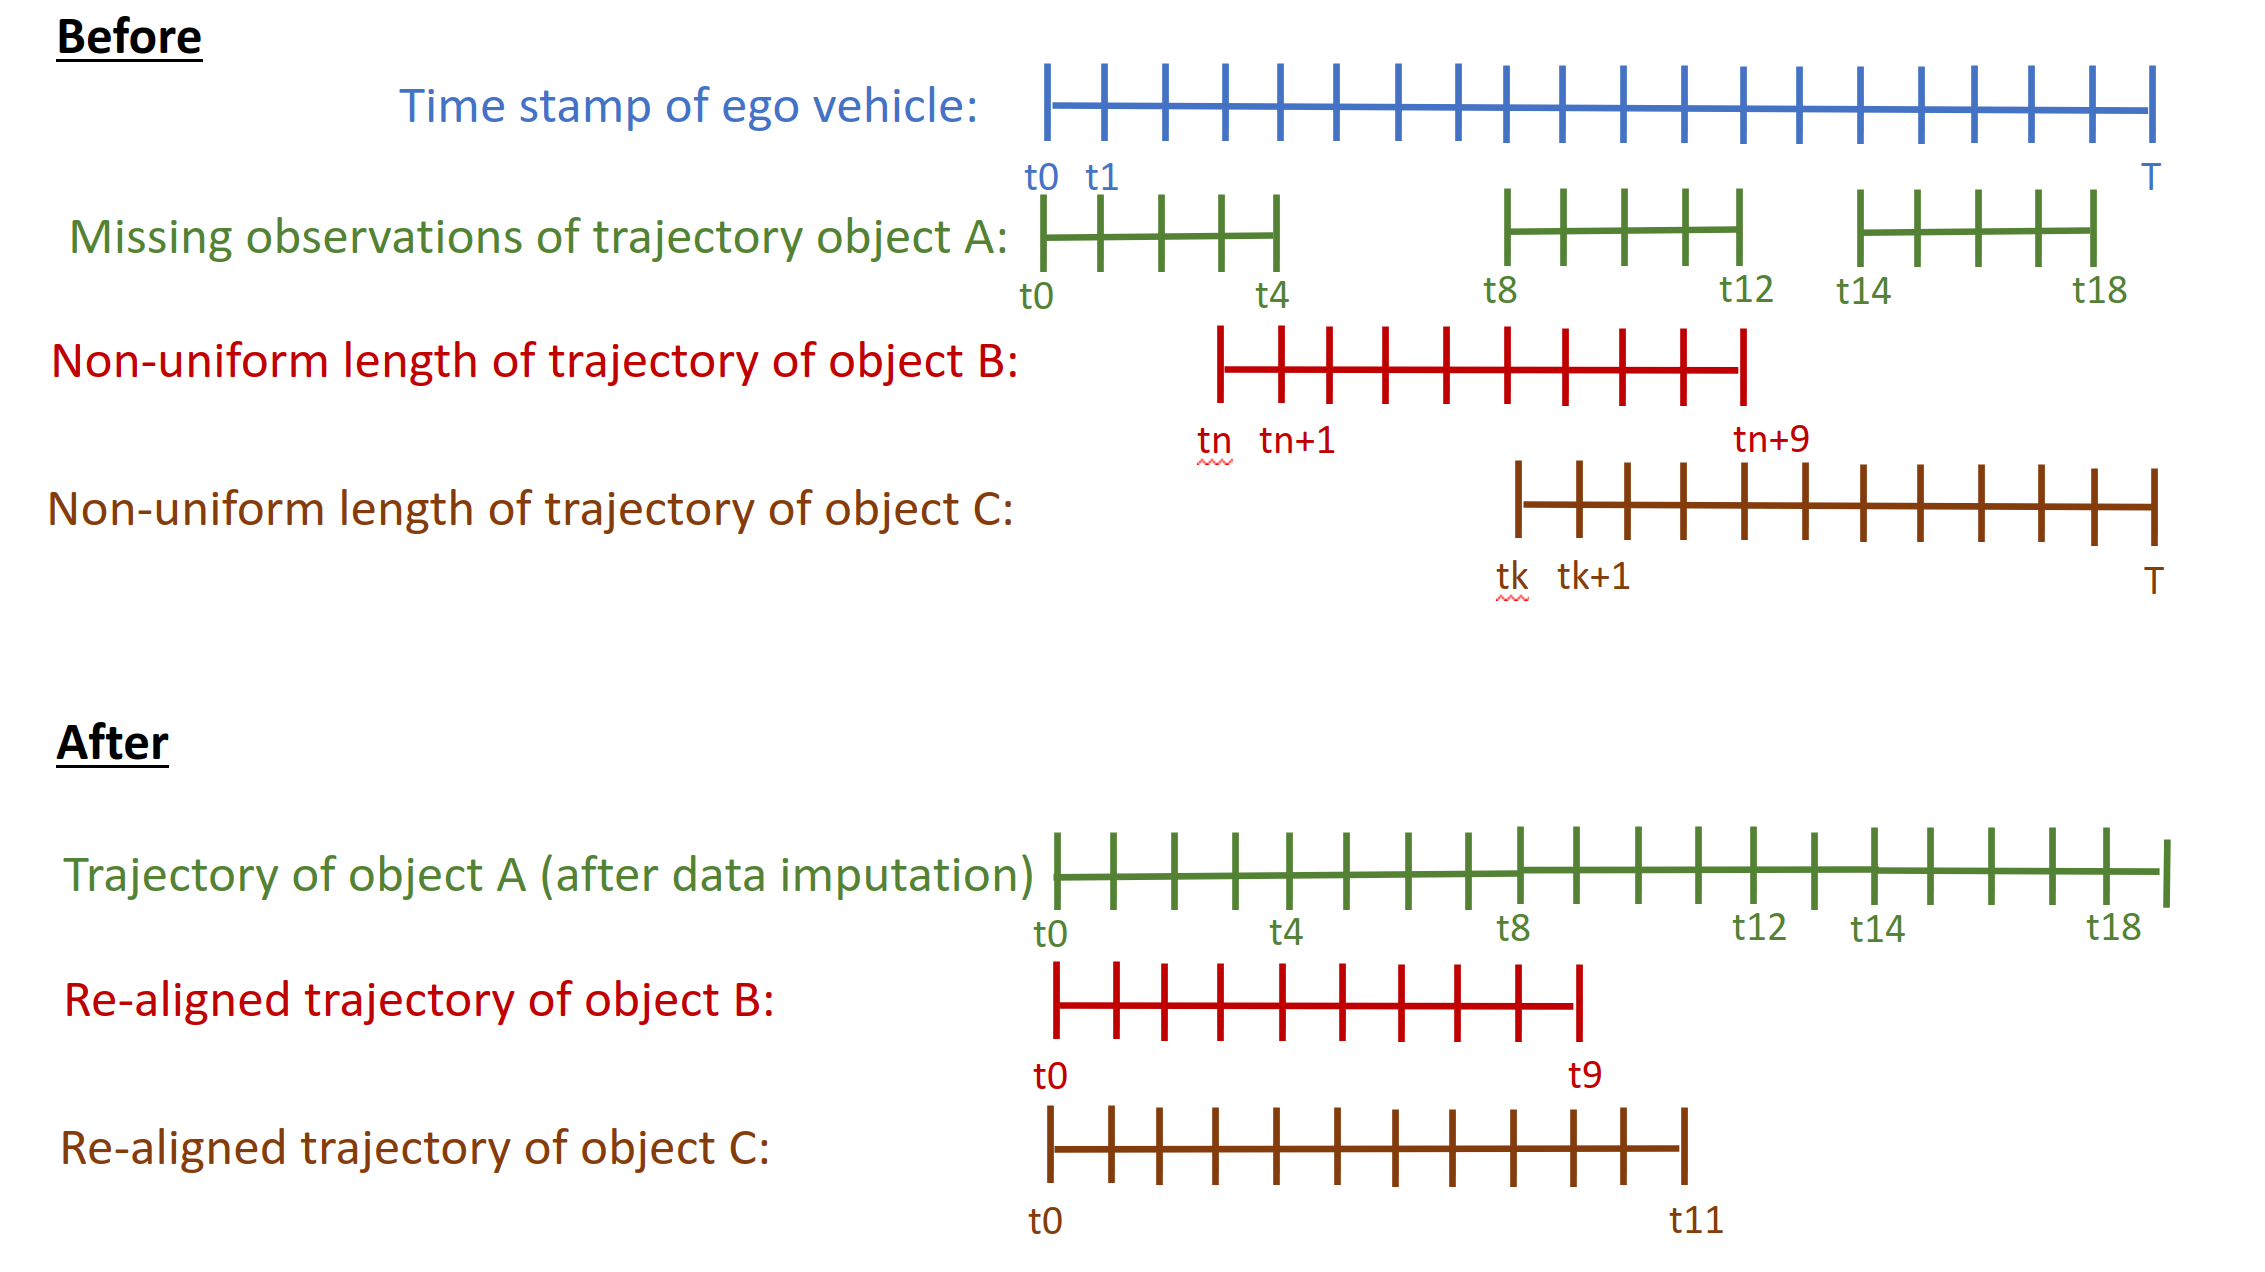 Before
Time stamp of ego vehicle:
t0 t1 T
Missing observations of trajectory object A:
t0 t4 t8 t12 t14 t18
Non-uniform length of trajectory of object B:
tn tn+1 tn+9
Non-uniform length of trajectory of object C:
tk tk+1 T
After
Trajectory of object A (after data imputation)
t0 t4 t8 t12 t14 t18
Re-aligned trajectory of object B:
t0 t9
Re-aligned trajectory of object C:
t0 t11